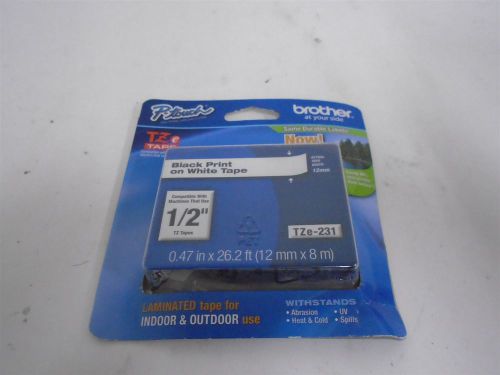 P-touch
brother
at your side
TZe
TAPE
Same Durable Labels
Now!
Black Print
on White Tape
12mm
Compatible With
Machines That Use
1/2"
TZ Tapes
TZe-231
0.47 in x 26.2 ft (12 mm x 8 m)
LAMINATED tape for
INDOOR & OUTDOOR use
WITHSTANDS
• Abrasion • UV
• Heat & Cold • Spills